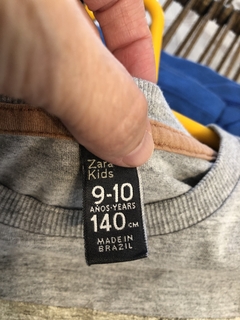 Zara
Kids
9-10
AÑOS-YEARS
140 CM
MADE IN
BRAZIL